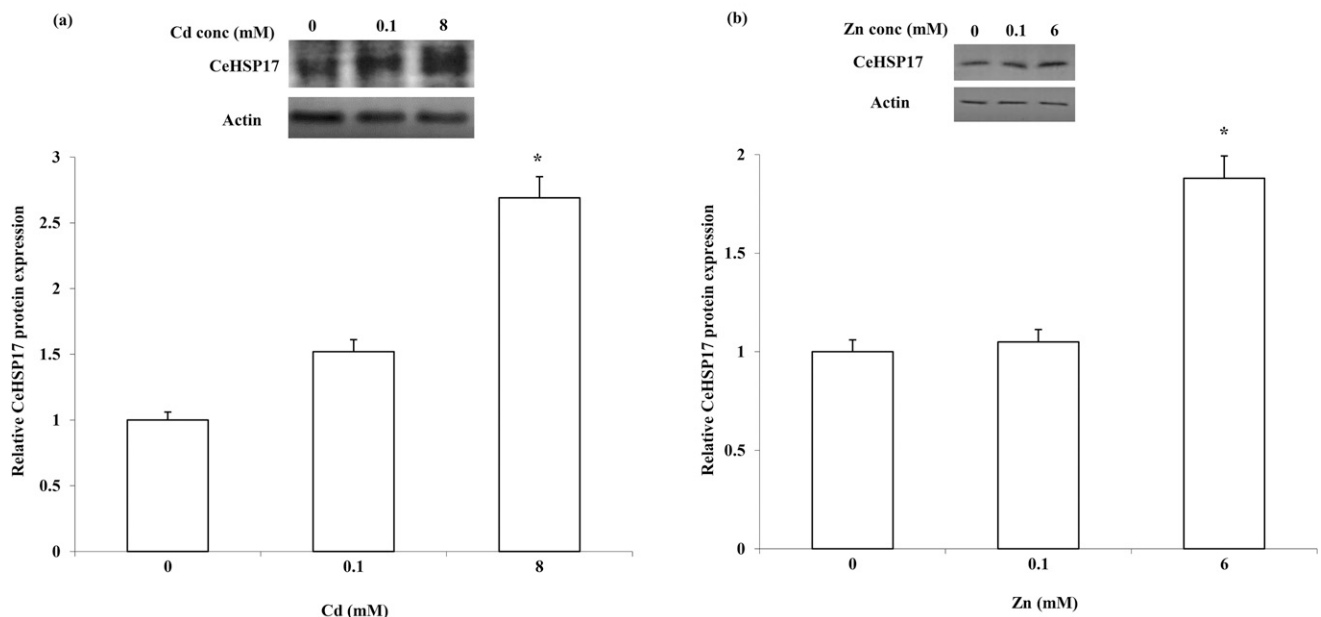 (a)
Cd conc (mM) 0 0.1 8
CeHSP17
Actin
Relative CeHSP17 protein expression
3
*
2.5
2
1.5
1
0.5
0
0 0.1 8
Cd (mM)
(b)
Zn conc (mM) 0 0.1 6
CeHSP17
Actin
Relative CeHSP17 protein expression
2
*
1.5
1
0.5
0
0 0.1 6
Zn (mM)